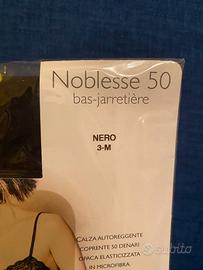 Noblesse 50
bas-jarretière
NERO
3-M
CALZA AUTOREGGENTE
COPRENTE 50 DENARI
OPACA ELASTICIZZATA
IN MICROFIBRA
subito